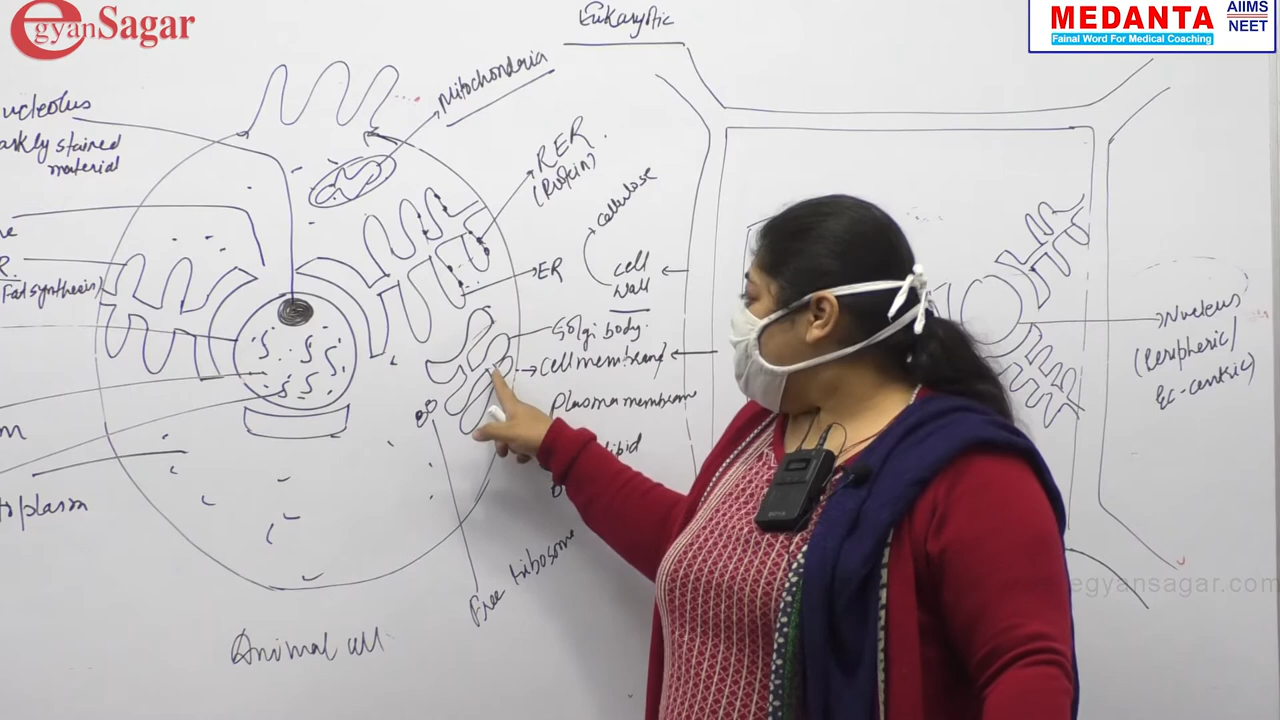 egyanSagar
Eukaryotic
MEDANTA
Fainal Word For Medical Coaching
AIIMS
NEET
Mitochondria
ucleolus
arkly stained
material
RER.
(Protein)
cellulose
R.
Fat synthesis)
ER
cell
wall
Golgi body.
Cell membrane/
Plasma membrane
Nucleus
(Peripheric/
Ec-centric)
plasm
Free ribosome
Animal cell
egyansagar.com